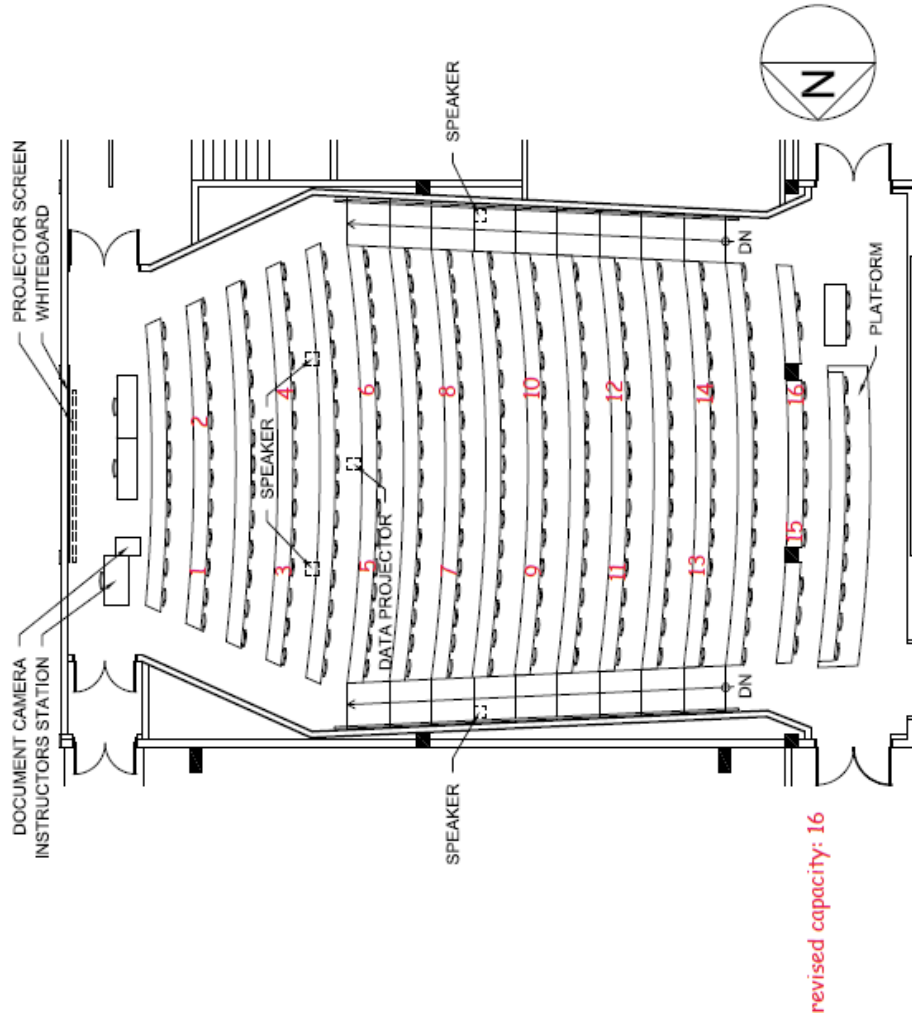 PROJECTOR SCREEN
WHITEBOARD
DOCUMENT CAMERA
INSTRUCTORS STATION
SPEAKER
N
SPEAKER
DATA PROJECTOR
DN
DN
PLATFORM
SPEAKER
1
2
3
4
5
6
7
8
9
10
11
12
13
14
15
16
revised capacity: 16